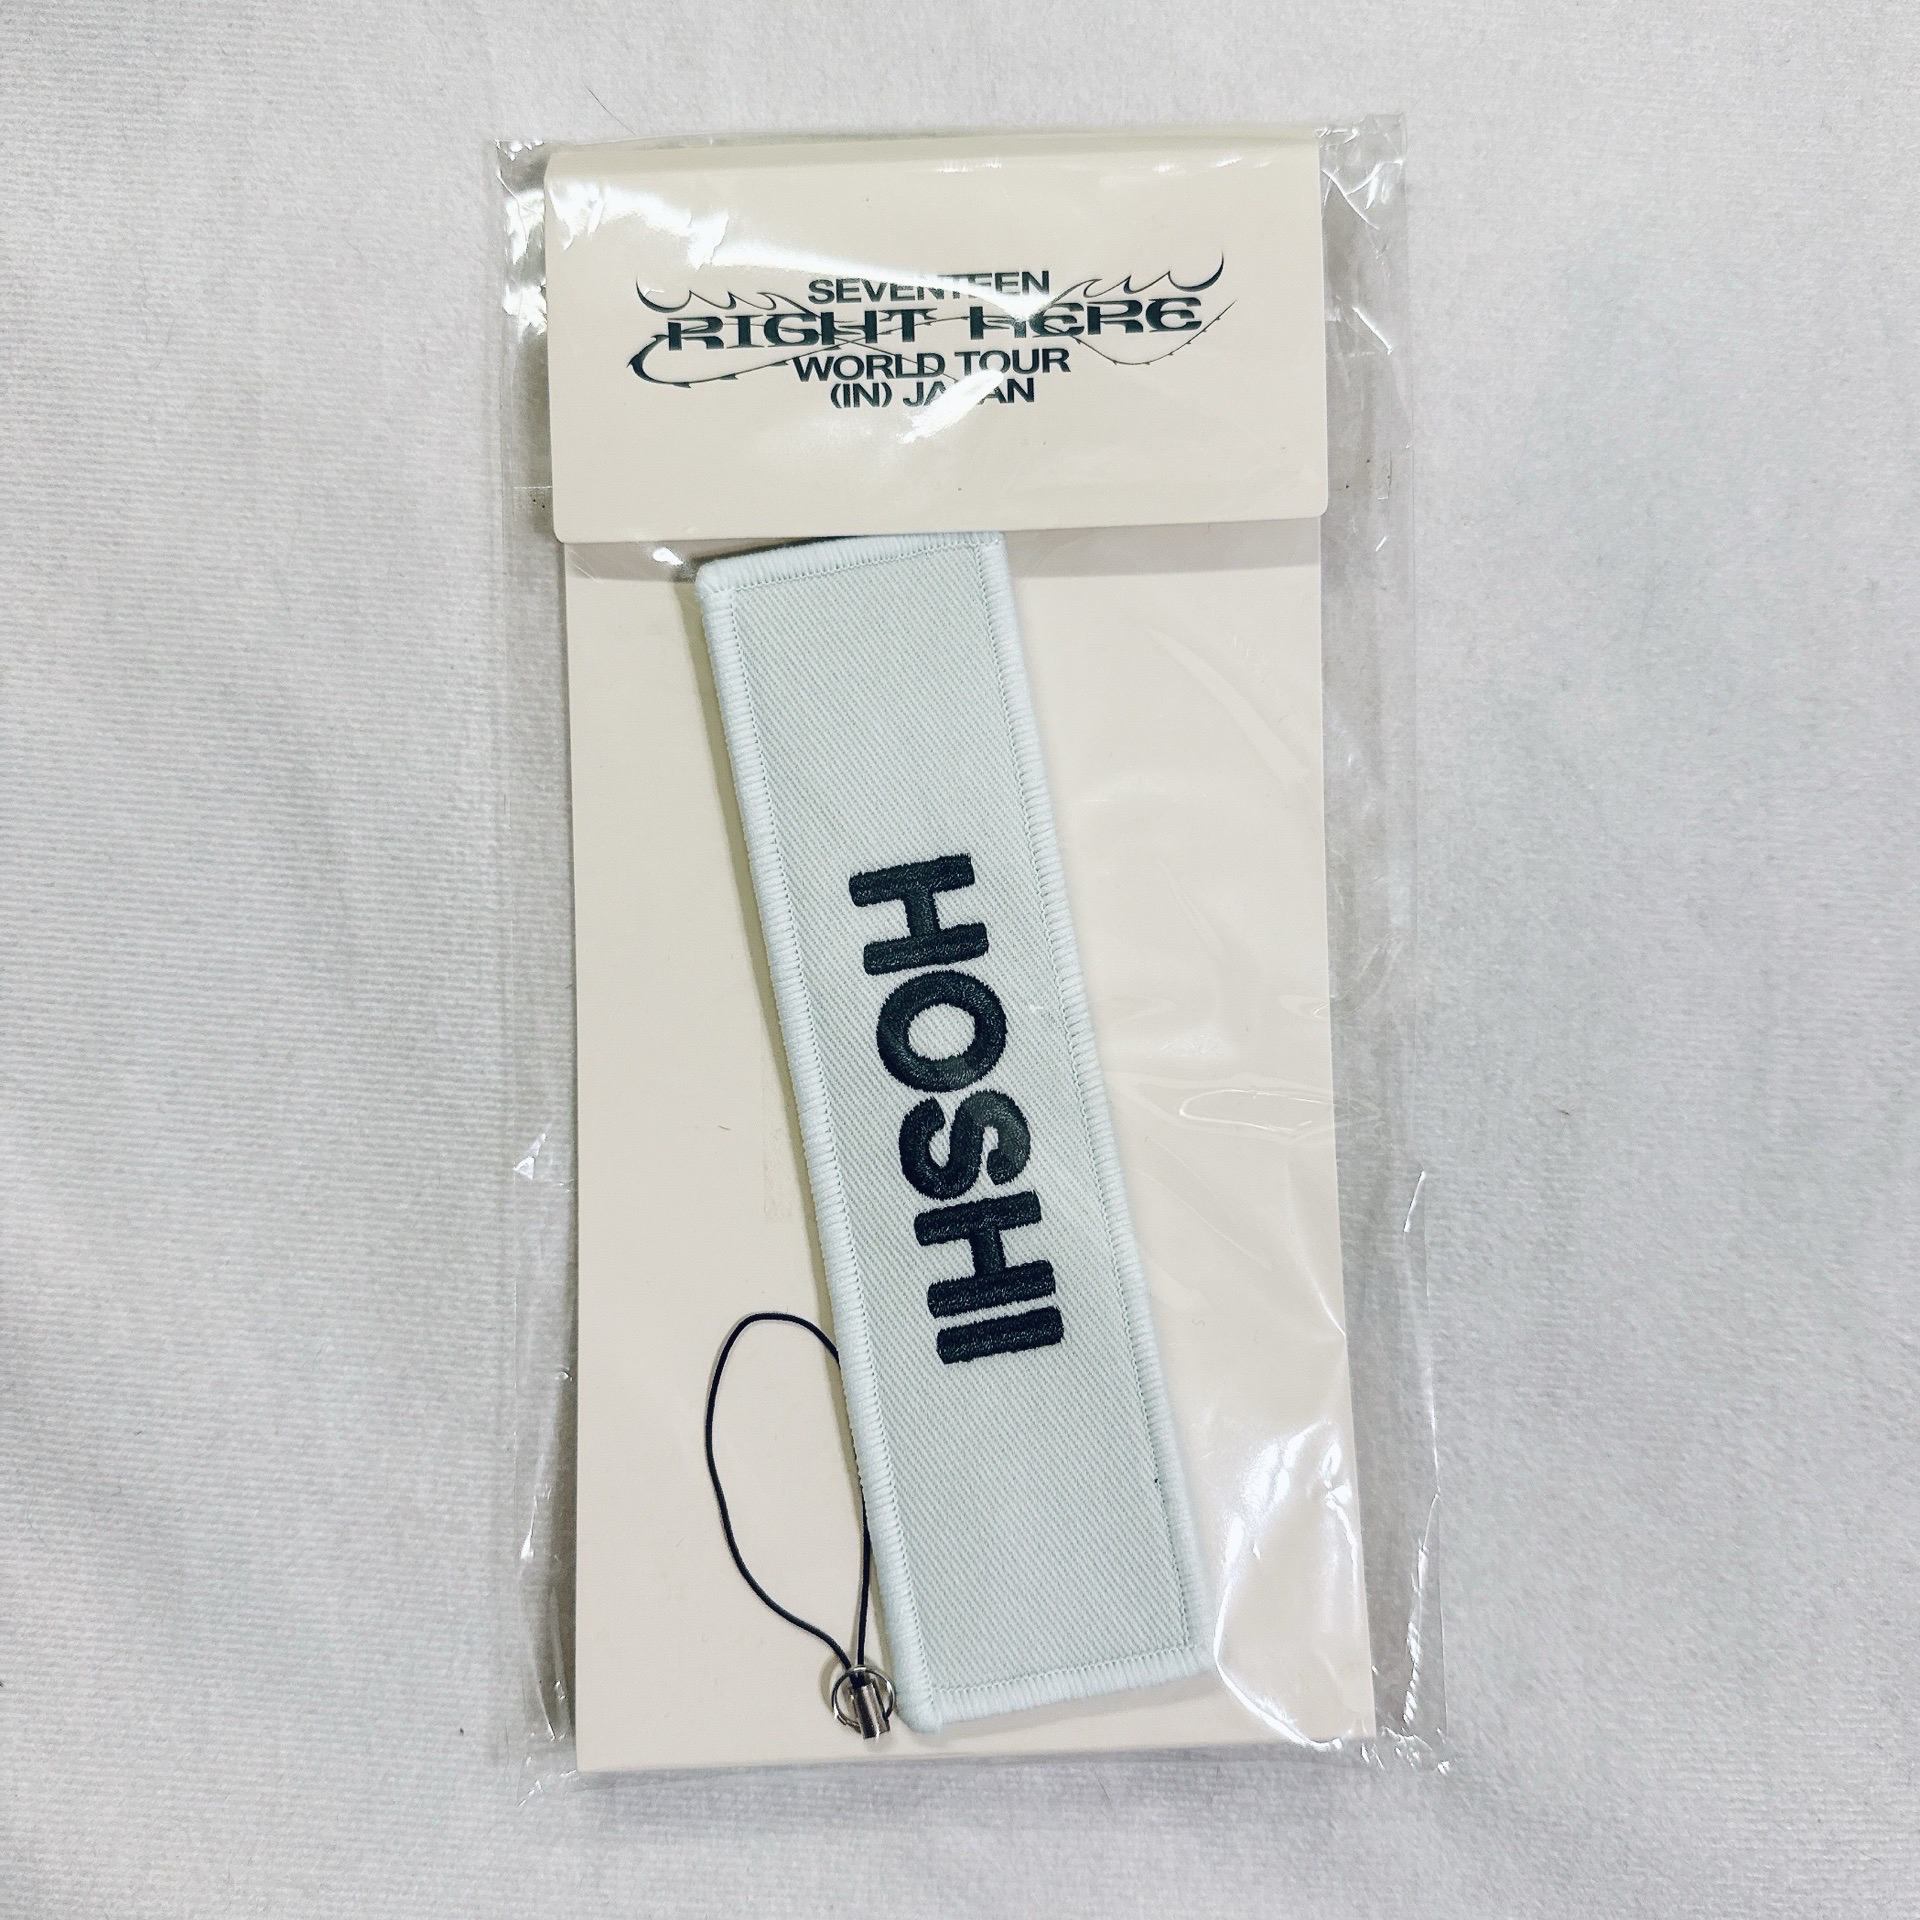 SEVENTEEN
RIGHT HERE
WORLD TOUR
(IN) JAPAN
HOSHI